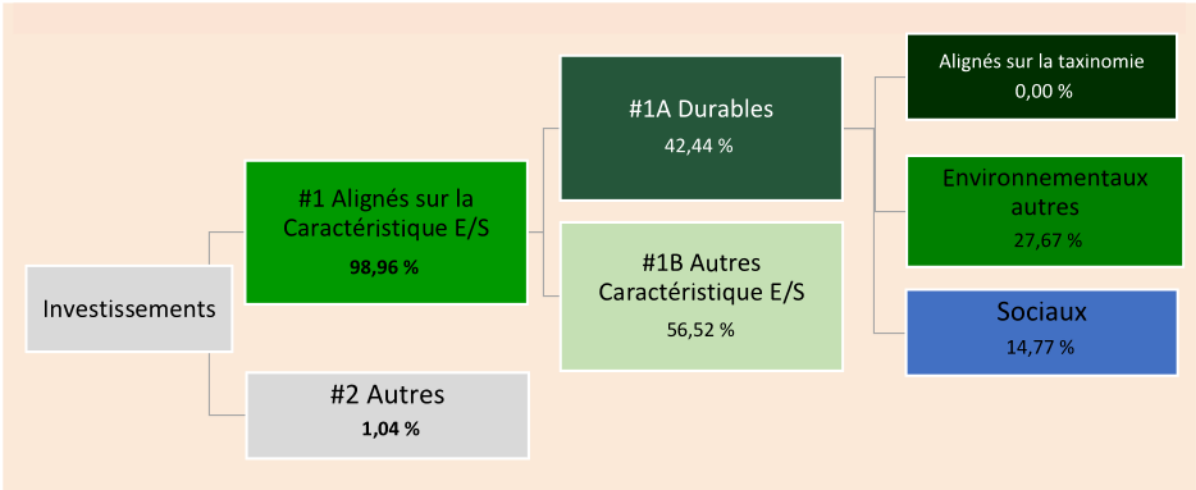 Investissements
#1 Alignés sur la
Caractéristique E/S
98,96 %
#2 Autres
1,04 %
#1A Durables
42,44 %
#1B Autres
Caractéristique E/S
56,52 %
Alignés sur la taxinomie
0,00 %
Environnementaux
autres
27,67 %
Sociaux
14,77 %